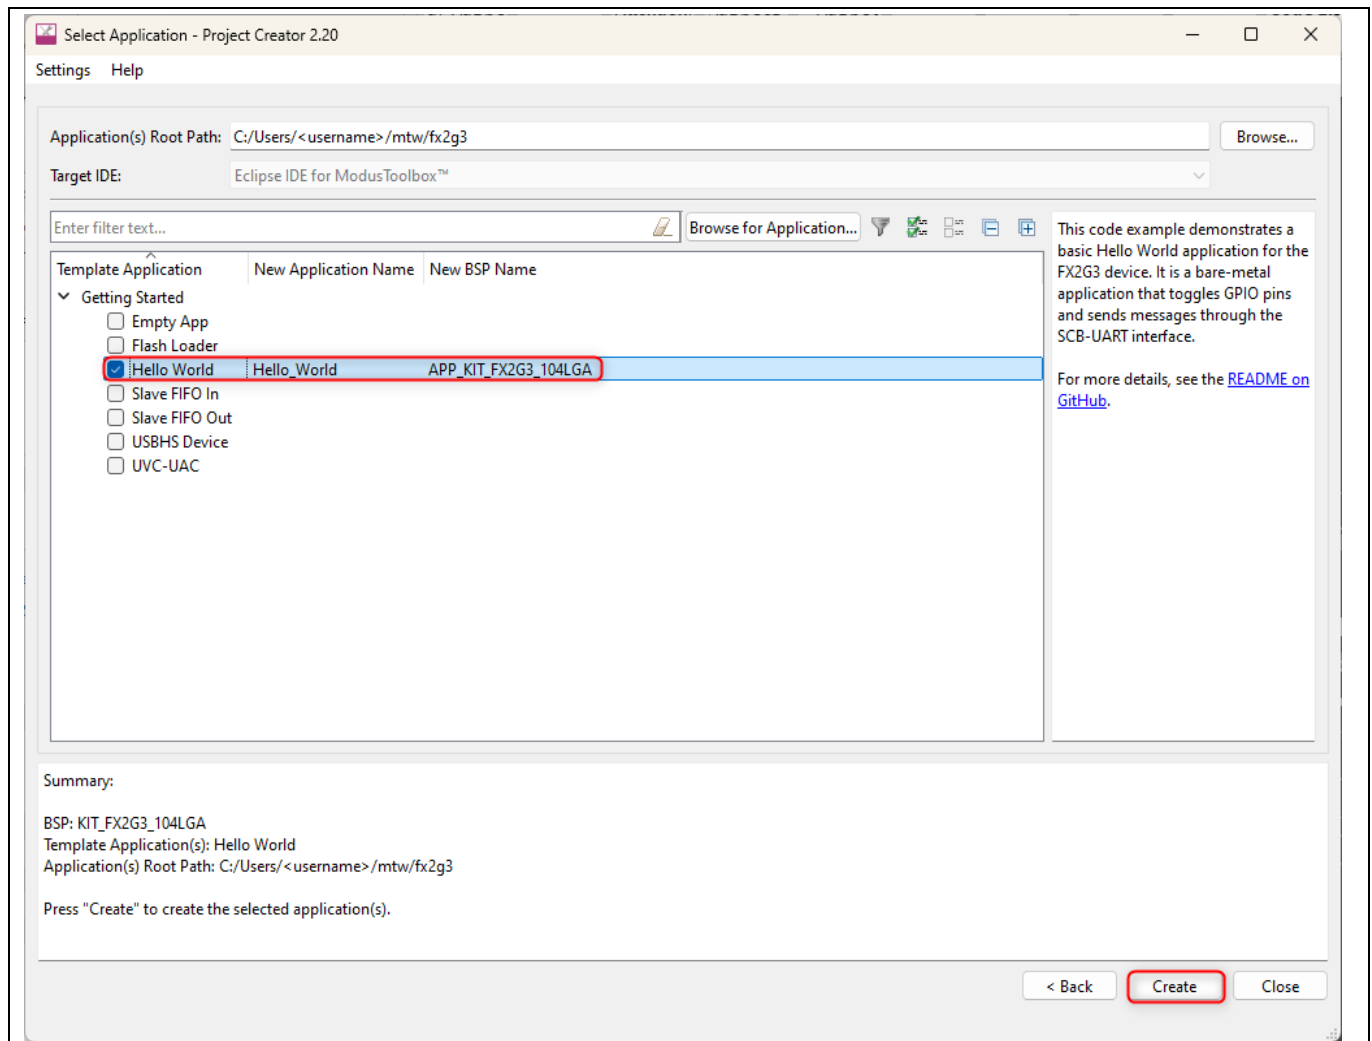 Select Application - Project Creator 2.20
Settings Help
Application(s) Root Path: C:/Users/<username>/mtw/fx2g3 Browse...
Target IDE: Eclipse IDE for ModusToolbox™
Enter filter text... Browse for Application...
Template Application New Application Name New BSP Name
Getting Started
Empty App
Flash Loader
Hello World Hello_World APP_KIT_FX2G3_104LGA
Slave FIFO In
Slave FIFO Out
USBHS Device
UVC-UAC
This code example demonstrates a
basic Hello World application for the
FX2G3 device. It is a bare-metal
application that toggles GPIO pins
and sends messages through the
SCB-UART interface.
For more details, see the README on
GitHub.
Summary:
BSP: KIT_FX2G3_104LGA
Template Application(s): Hello World
Application(s) Root Path: C:/Users/<username>/mtw/fx2g3
Press "Create" to create the selected application(s).
< Back Create Close